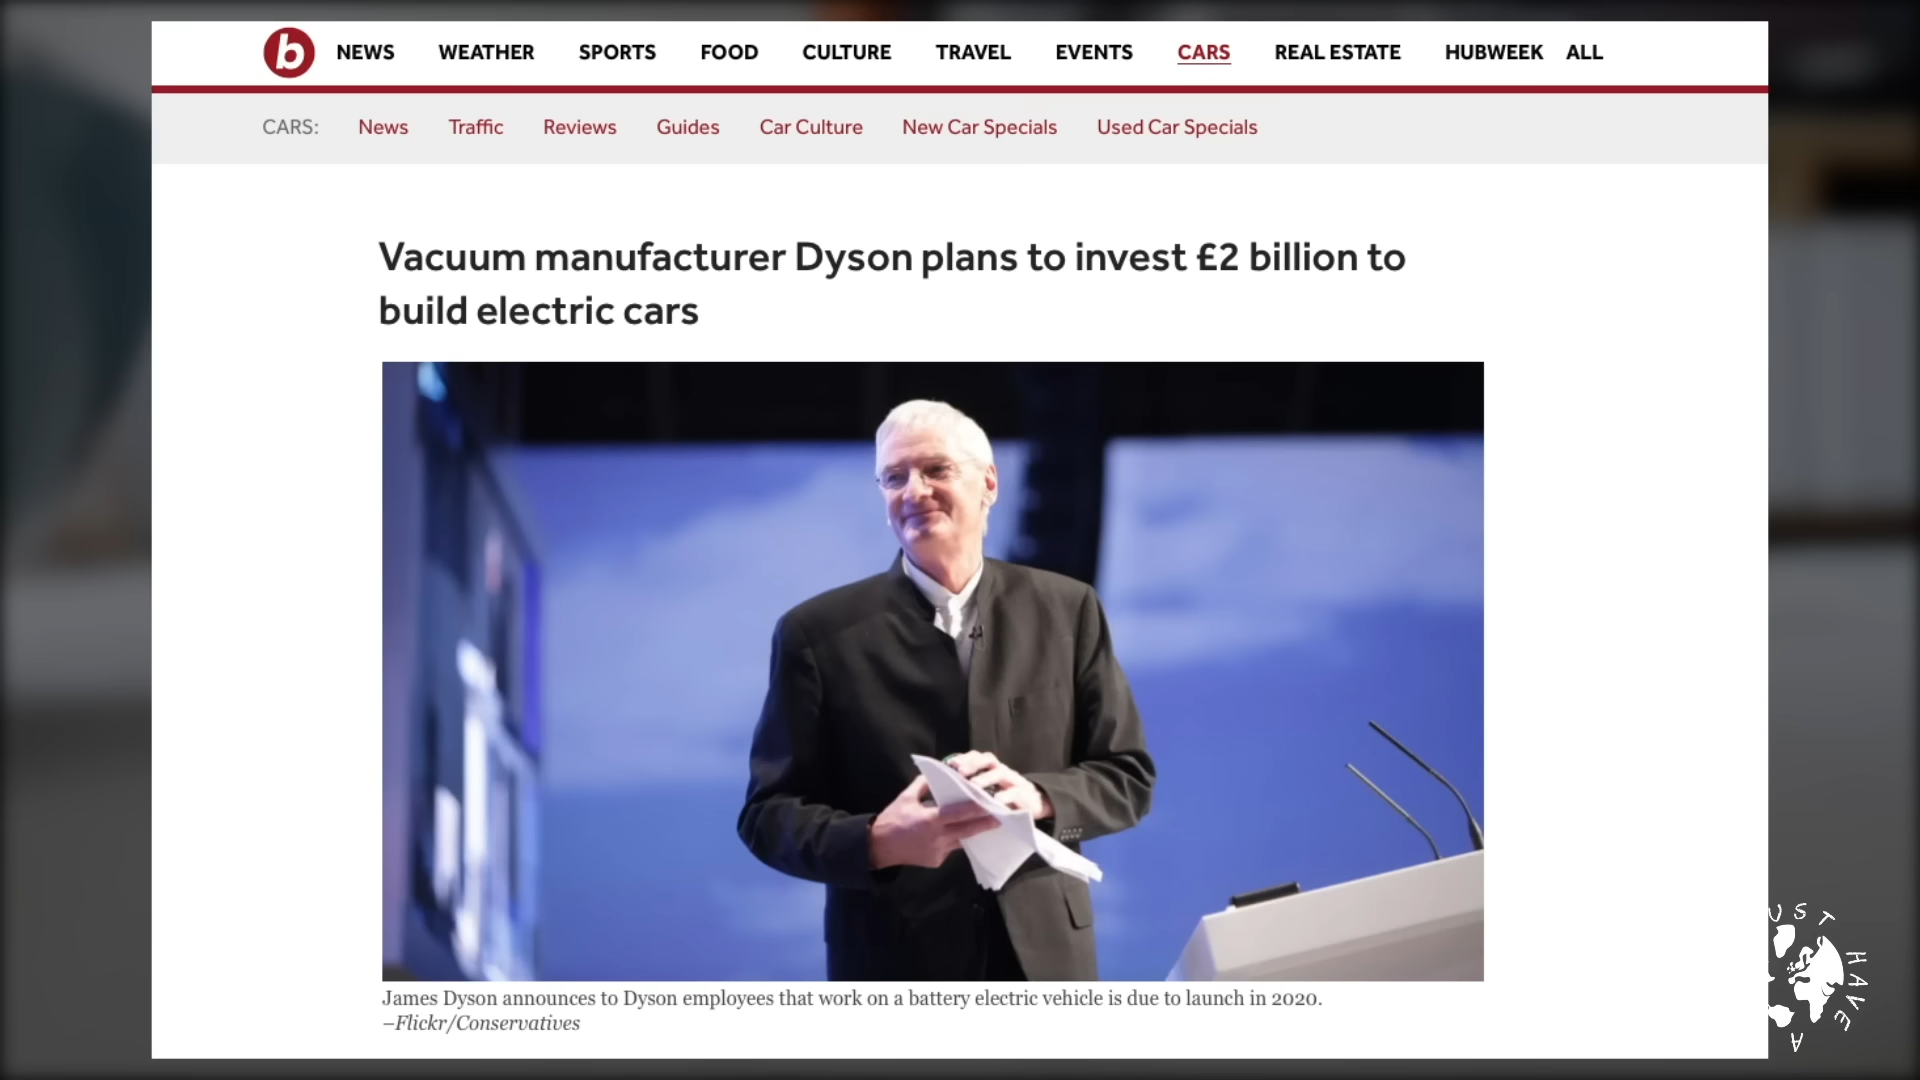 b NEWS WEATHER SPORTS FOOD CULTURE TRAVEL EVENTS CARS REAL ESTATE HUBWEEK ALL
CARS: News Traffic Reviews Guides Car Culture New Car Specials Used Car Specials
Vacuum manufacturer Dyson plans to invest £2 billion to
build electric cars
James Dyson announces to Dyson employees that work on a battery electric vehicle is due to launch in 2020.
–Flickr/Conservatives
HAVE
A